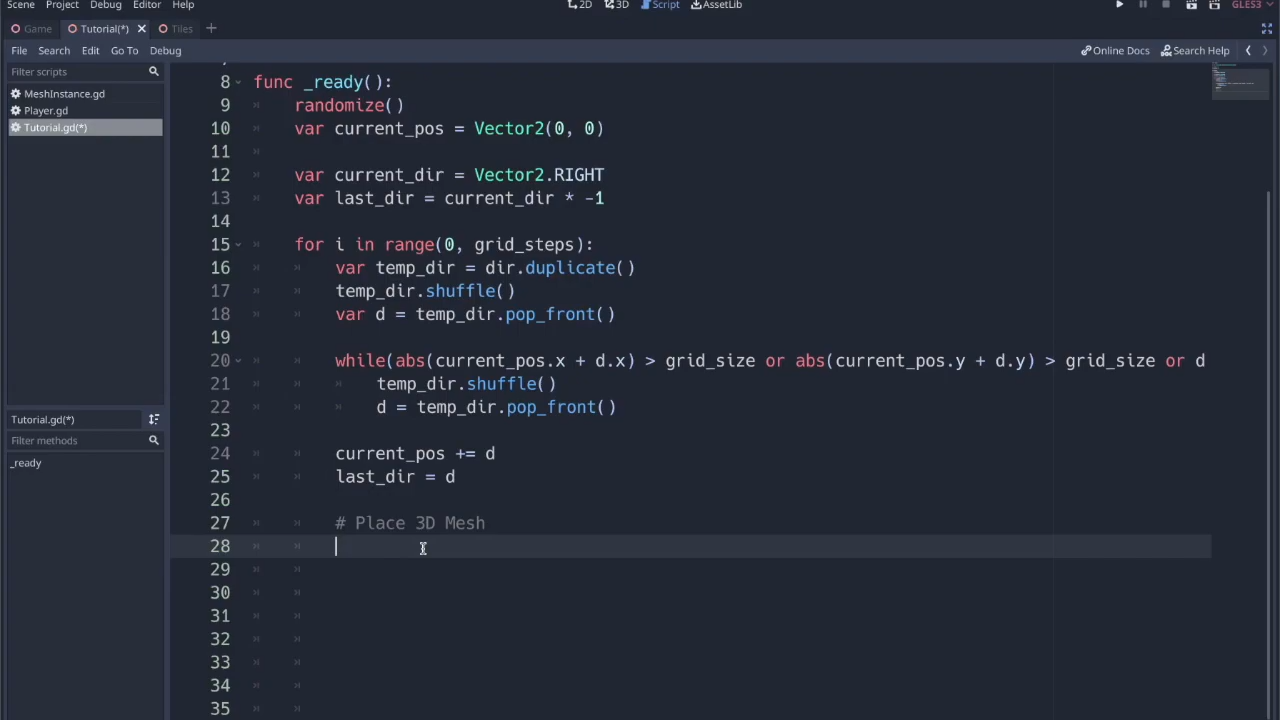 Scene Project Debug Editor Help 2D 3D Script AssetLib GLES3
Game Tutorial(*) Tiles
File Search Edit Go To Debug Online Docs Search Help
Filter scripts
MeshInstance.gd
Player.gd
Tutorial.gd(*)
Tutorial.gd(*)
Filter methods
_ready
8 func _ready():
9 randomize()
10 var current_pos = Vector2(0, 0)
11
12 var current_dir = Vector2.RIGHT
13 var last_dir = current_dir * -1
14
15 for i in range(0, grid_steps):
16 var temp_dir = dir.duplicate()
17 temp_dir.shuffle()
18 var d = temp_dir.pop_front()
19
20 while(abs(current_pos.x + d.x) > grid_size or abs(current_pos.y + d.y) > grid_size or d
21 temp_dir.shuffle()
22 d = temp_dir.pop_front()
23
24 current_pos += d
25 last_dir = d
26
27 # Place 3D Mesh
28
29
30
31
32
33
34
35